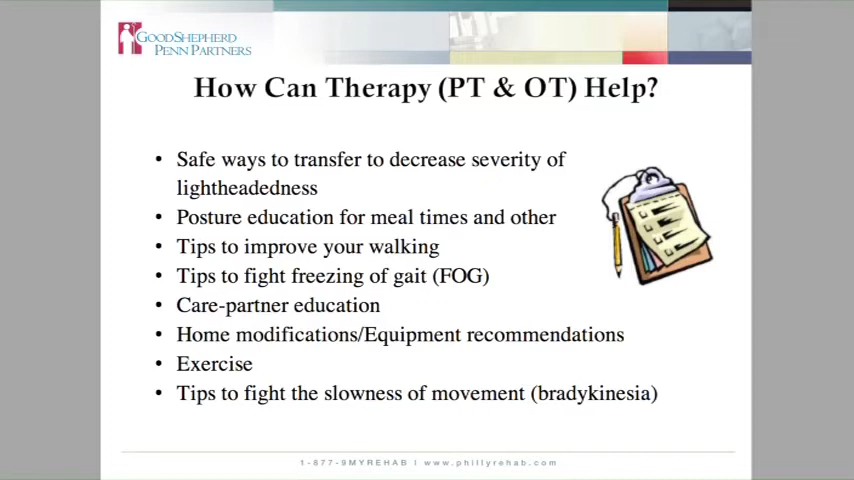 GOOD SHEPHERD
PENN PARTNERS
How Can Therapy (PT & OT) Help?
• Safe ways to transfer to decrease severity of
lightheadedness
• Posture education for meal times and other
• Tips to improve your walking
• Tips to fight freezing of gait (FOG)
• Care-partner education
• Home modifications/Equipment recommendations
• Exercise
• Tips to fight the slowness of movement (bradykinesia)
1-877-9MYREHAB | www.phillyrehab.com